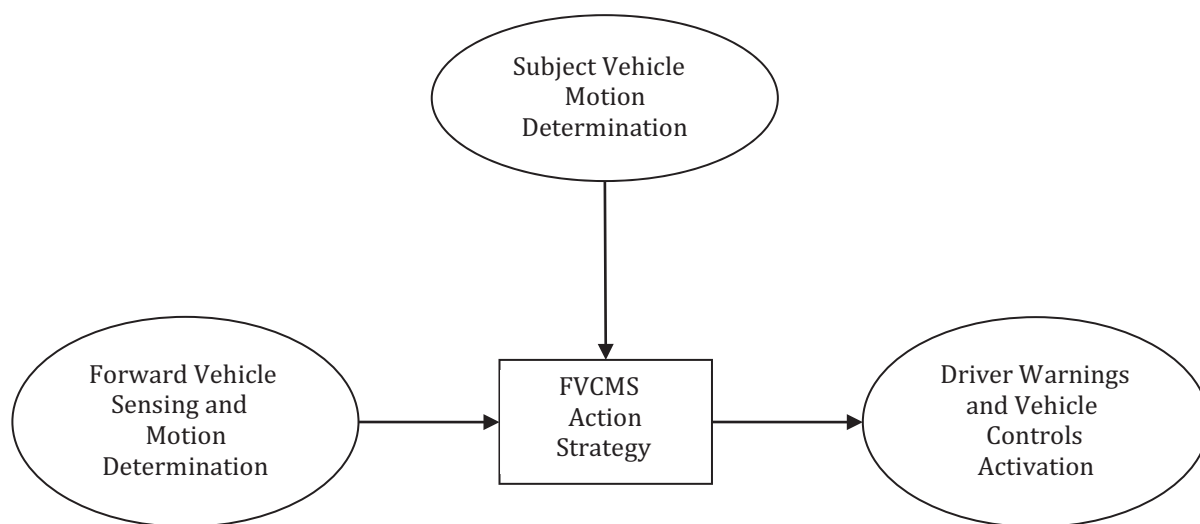 Subject Vehicle
Motion
Determination
Forward Vehicle
Sensing and
Motion
Determination
FVCMS
Action
Strategy
Driver Warnings
and Vehicle
Controls
Activation